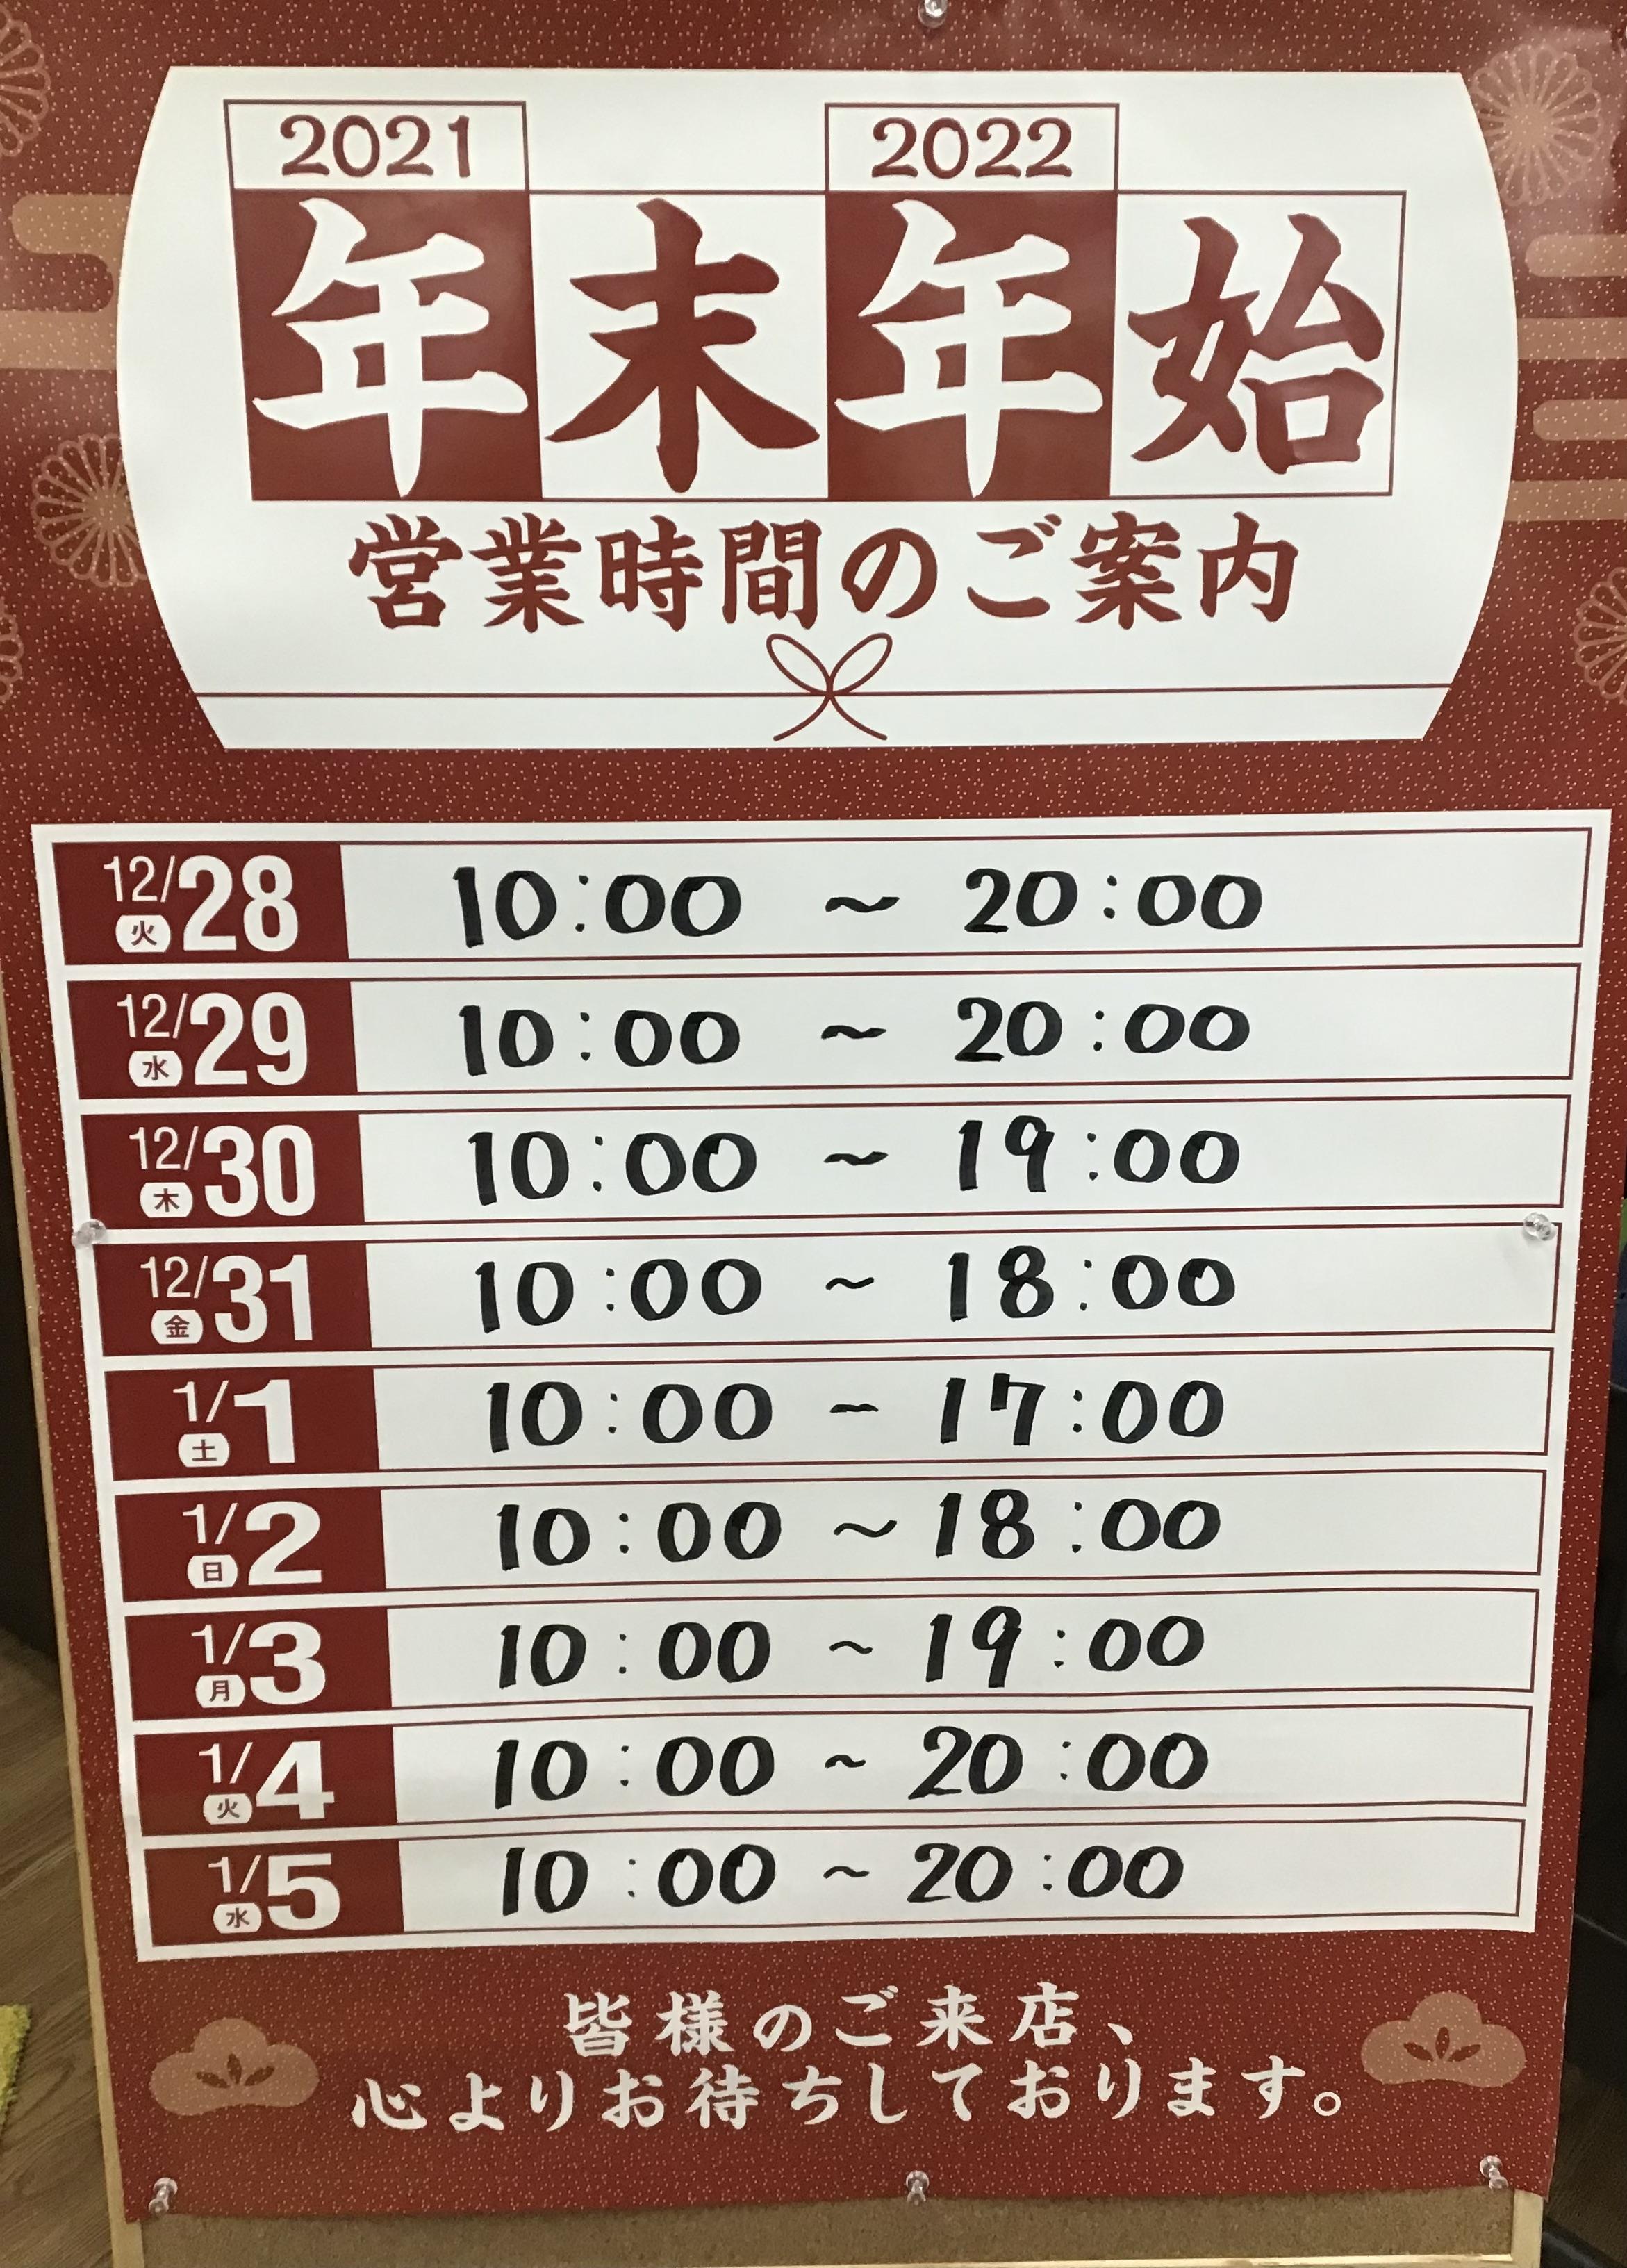 2021 2022
年末年始
営業時間のご案内
12/28 火 10:00 ~ 20:00
12/29 水 10:00 ~ 20:00
12/30 木 10:00 ~ 19:00
12/31 金 10:00 ~ 18:00
1/1 土 10:00 - 17:00
1/2 日 10:00 ~ 18:00
1/3 月 10:00 ~ 19:00
1/4 火 10:00 ~ 20:00
1/5 水 10:00 ~ 20:00
皆様のご来店、
心よりお待ちしております。